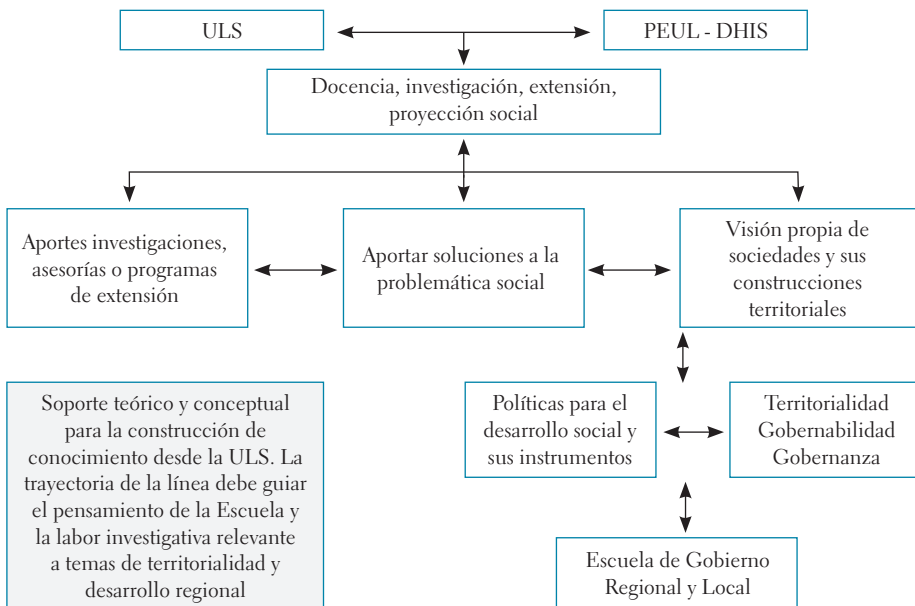 ULS
PEUL - DHIS
Docencia, investigación, extensión,
proyección social
Aportes investigaciones,
asesorías o programas
de extensión
Aportar soluciones a la
problemática social
Visión propia de
sociedades y sus
construcciones
territoriales
Soporte teórico y conceptual
para la construcción de
conocimiento desde la ULS. La
trayectoria de la línea debe guiar
el pensamiento de la Escuela y
la labor investigativa relevante
a temas de territorialidad y
desarrollo regional
Políticas para el
desarrollo social y
sus instrumentos
Territorialidad
Gobernabilidad
Gobernanza
Escuela de Gobierno
Regional y Local